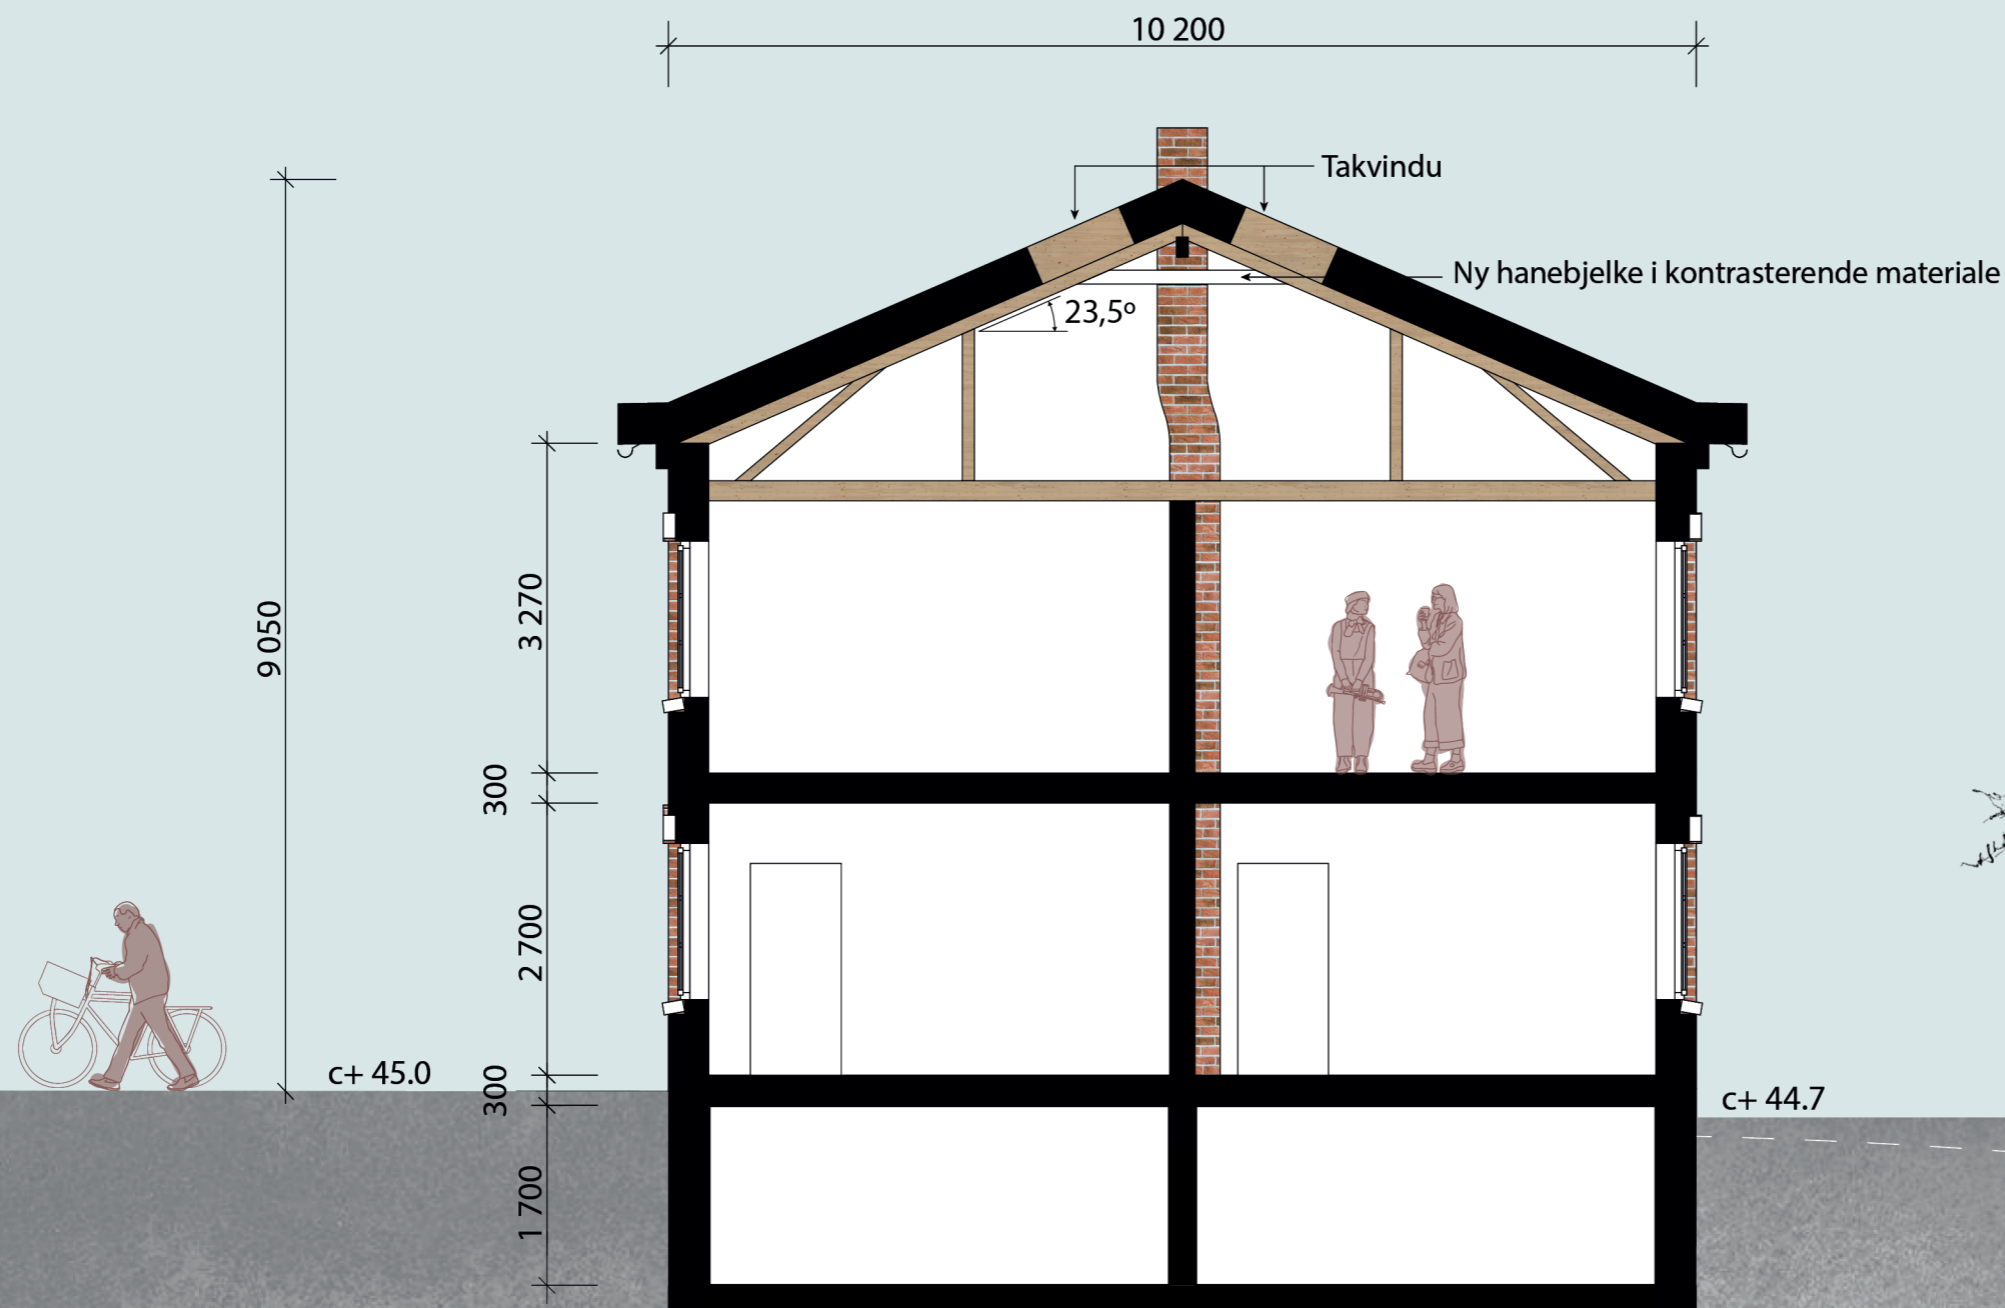 10 200
Takvindu
Ny hanebjelke i kontrasterende materiale
23,5º
9 050
3 270
300
2 700
c+ 45.0
300
c+ 44.7
1 700